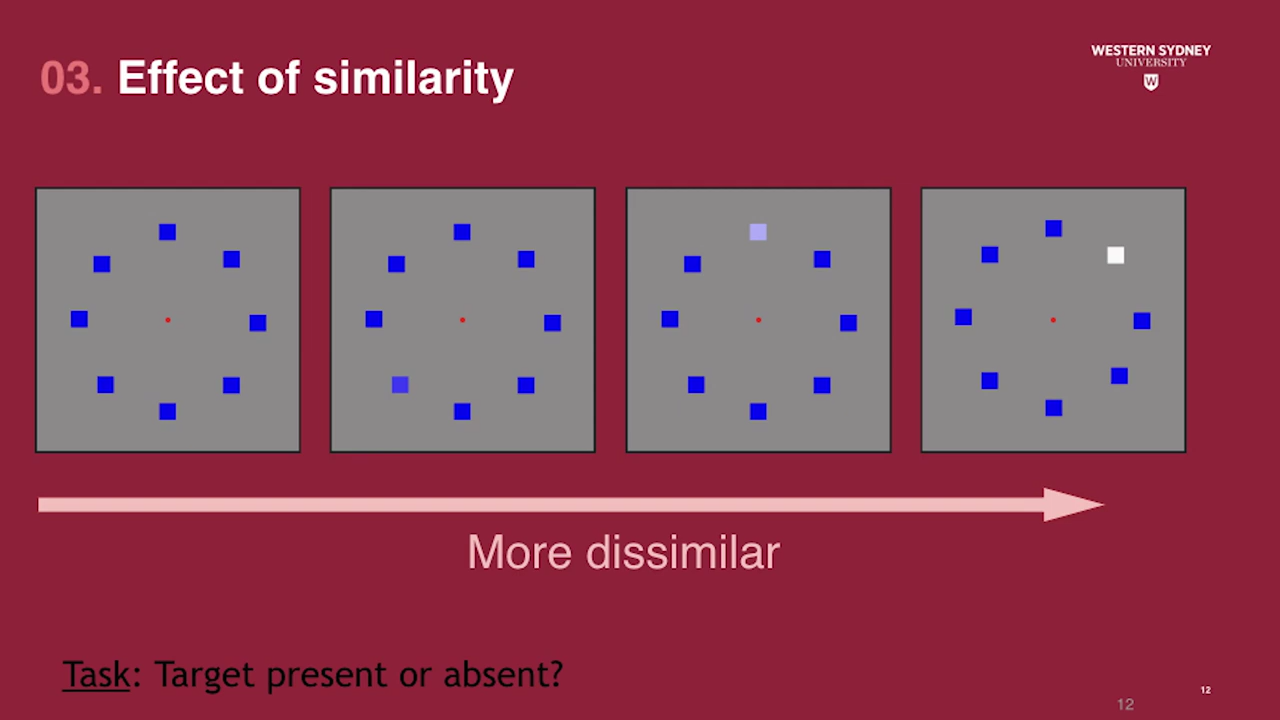 03. Effect of similarity
WESTERN SYDNEY
UNIVERSITY
W
More dissimilar
Task: Target present or absent?
12
12